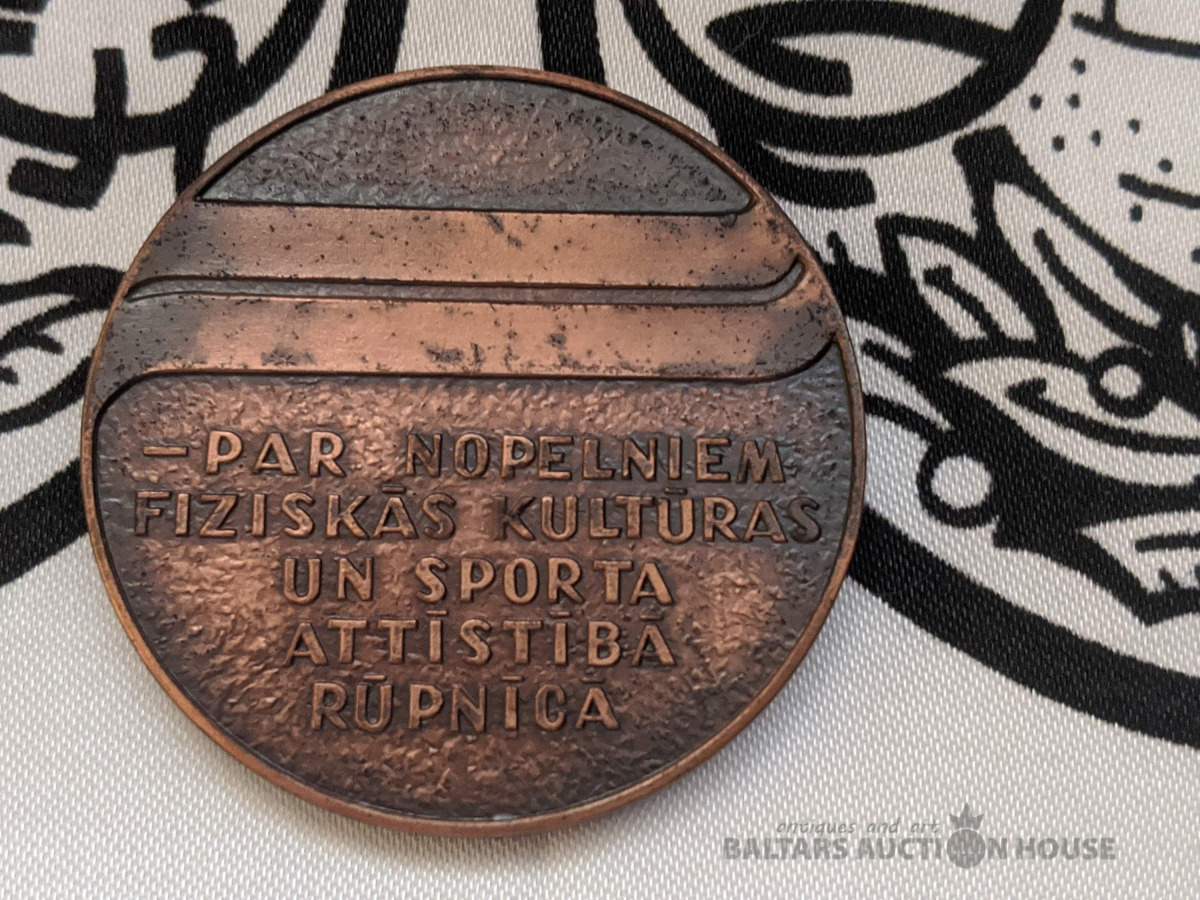 –PAR NOPELNIEM
FIZISKĀS KULTŪRAS
UN SPORTA
ATTĪSTĪBĀ
RŪPNĪCĀ
antiques and art
BALTARS AUCTION HOUSE